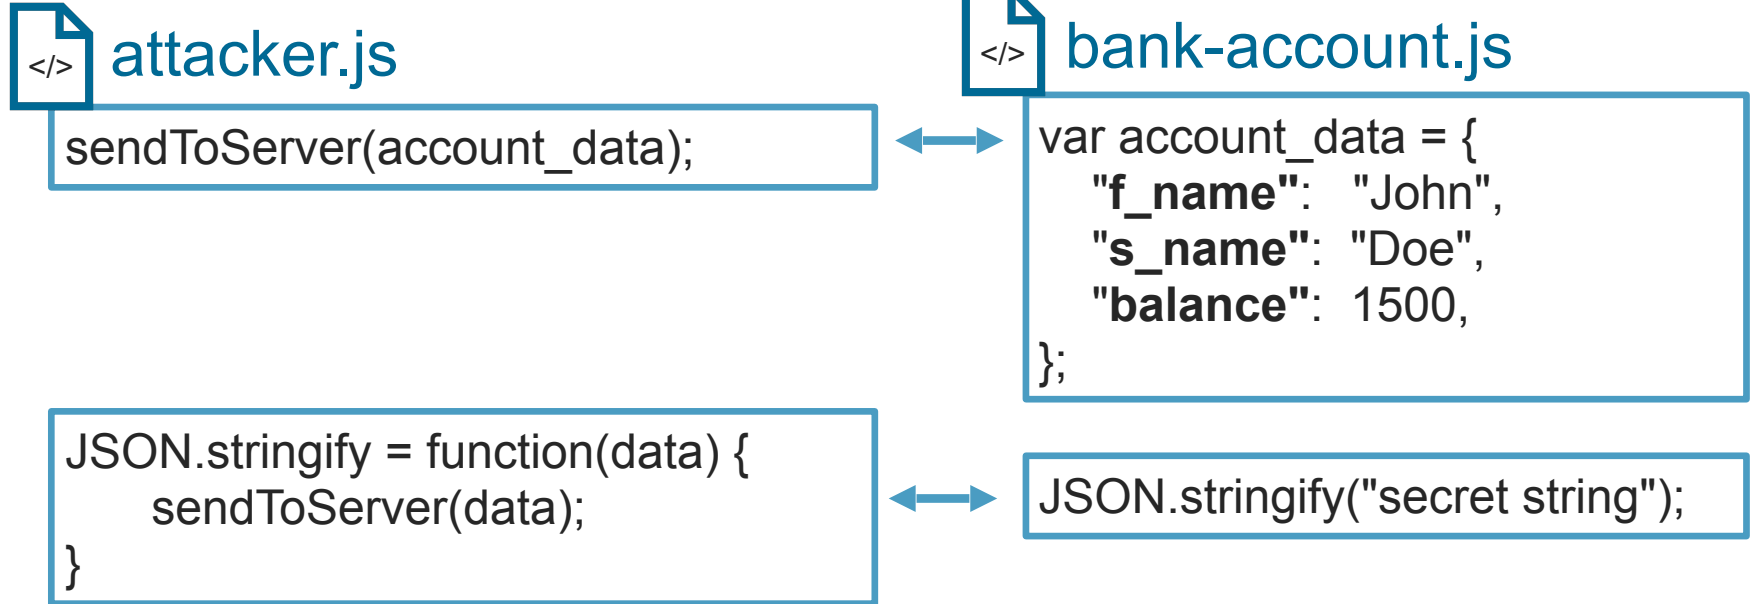 </> attacker.js
sendToServer(account_data);
JSON.stringify = function(data) {
sendToServer(data);
}
</> bank-account.js
var account_data = {
"f_name": "John",
"s_name": "Doe",
"balance": 1500,
};
JSON.stringify("secret string");